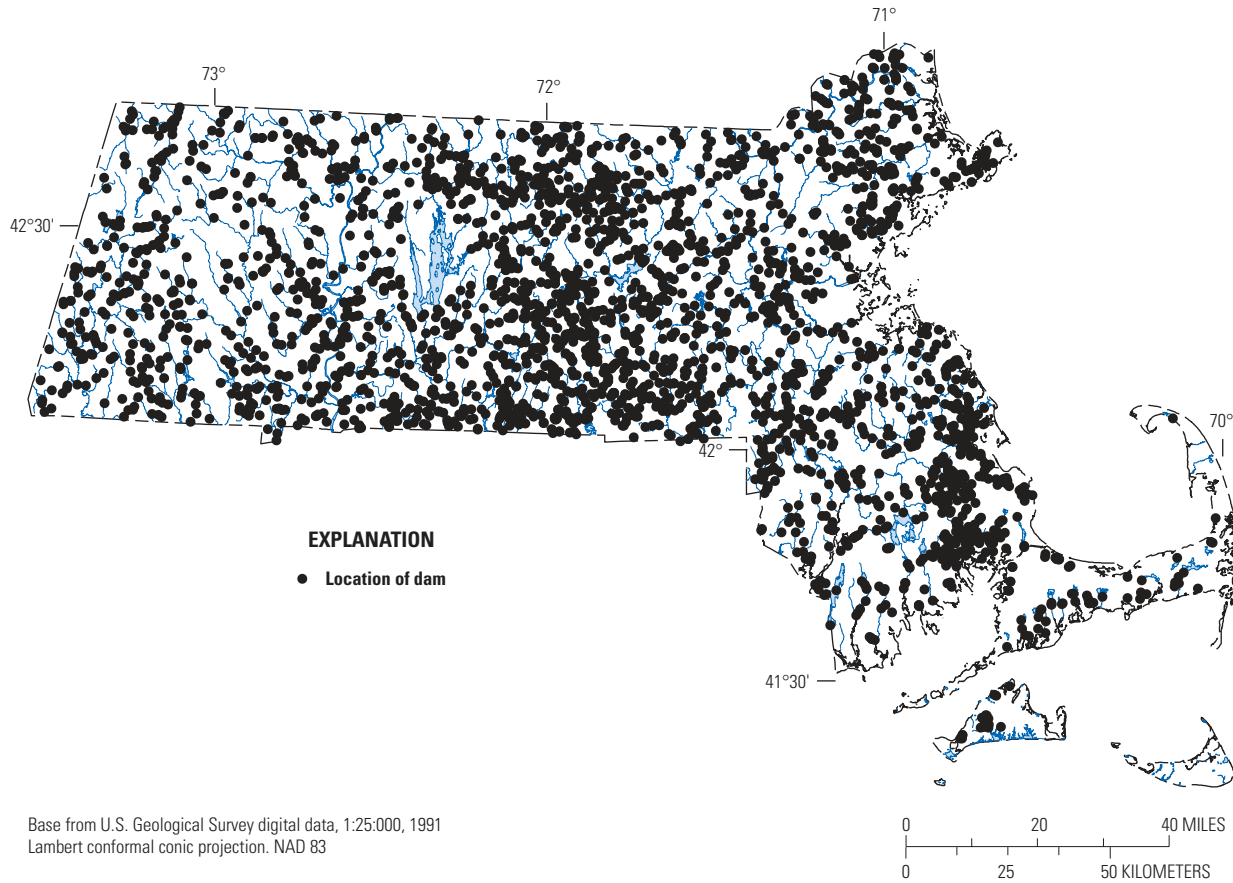 71°
73°
72°
42°30'
70°
42°
EXPLANATION
Location of dam
41°30'
Base from U.S. Geological Survey digital data, 1:25:000, 1991
Lambert conformal conic projection. NAD 83
0 20 40 MILES
0 25 50 KILOMETERS